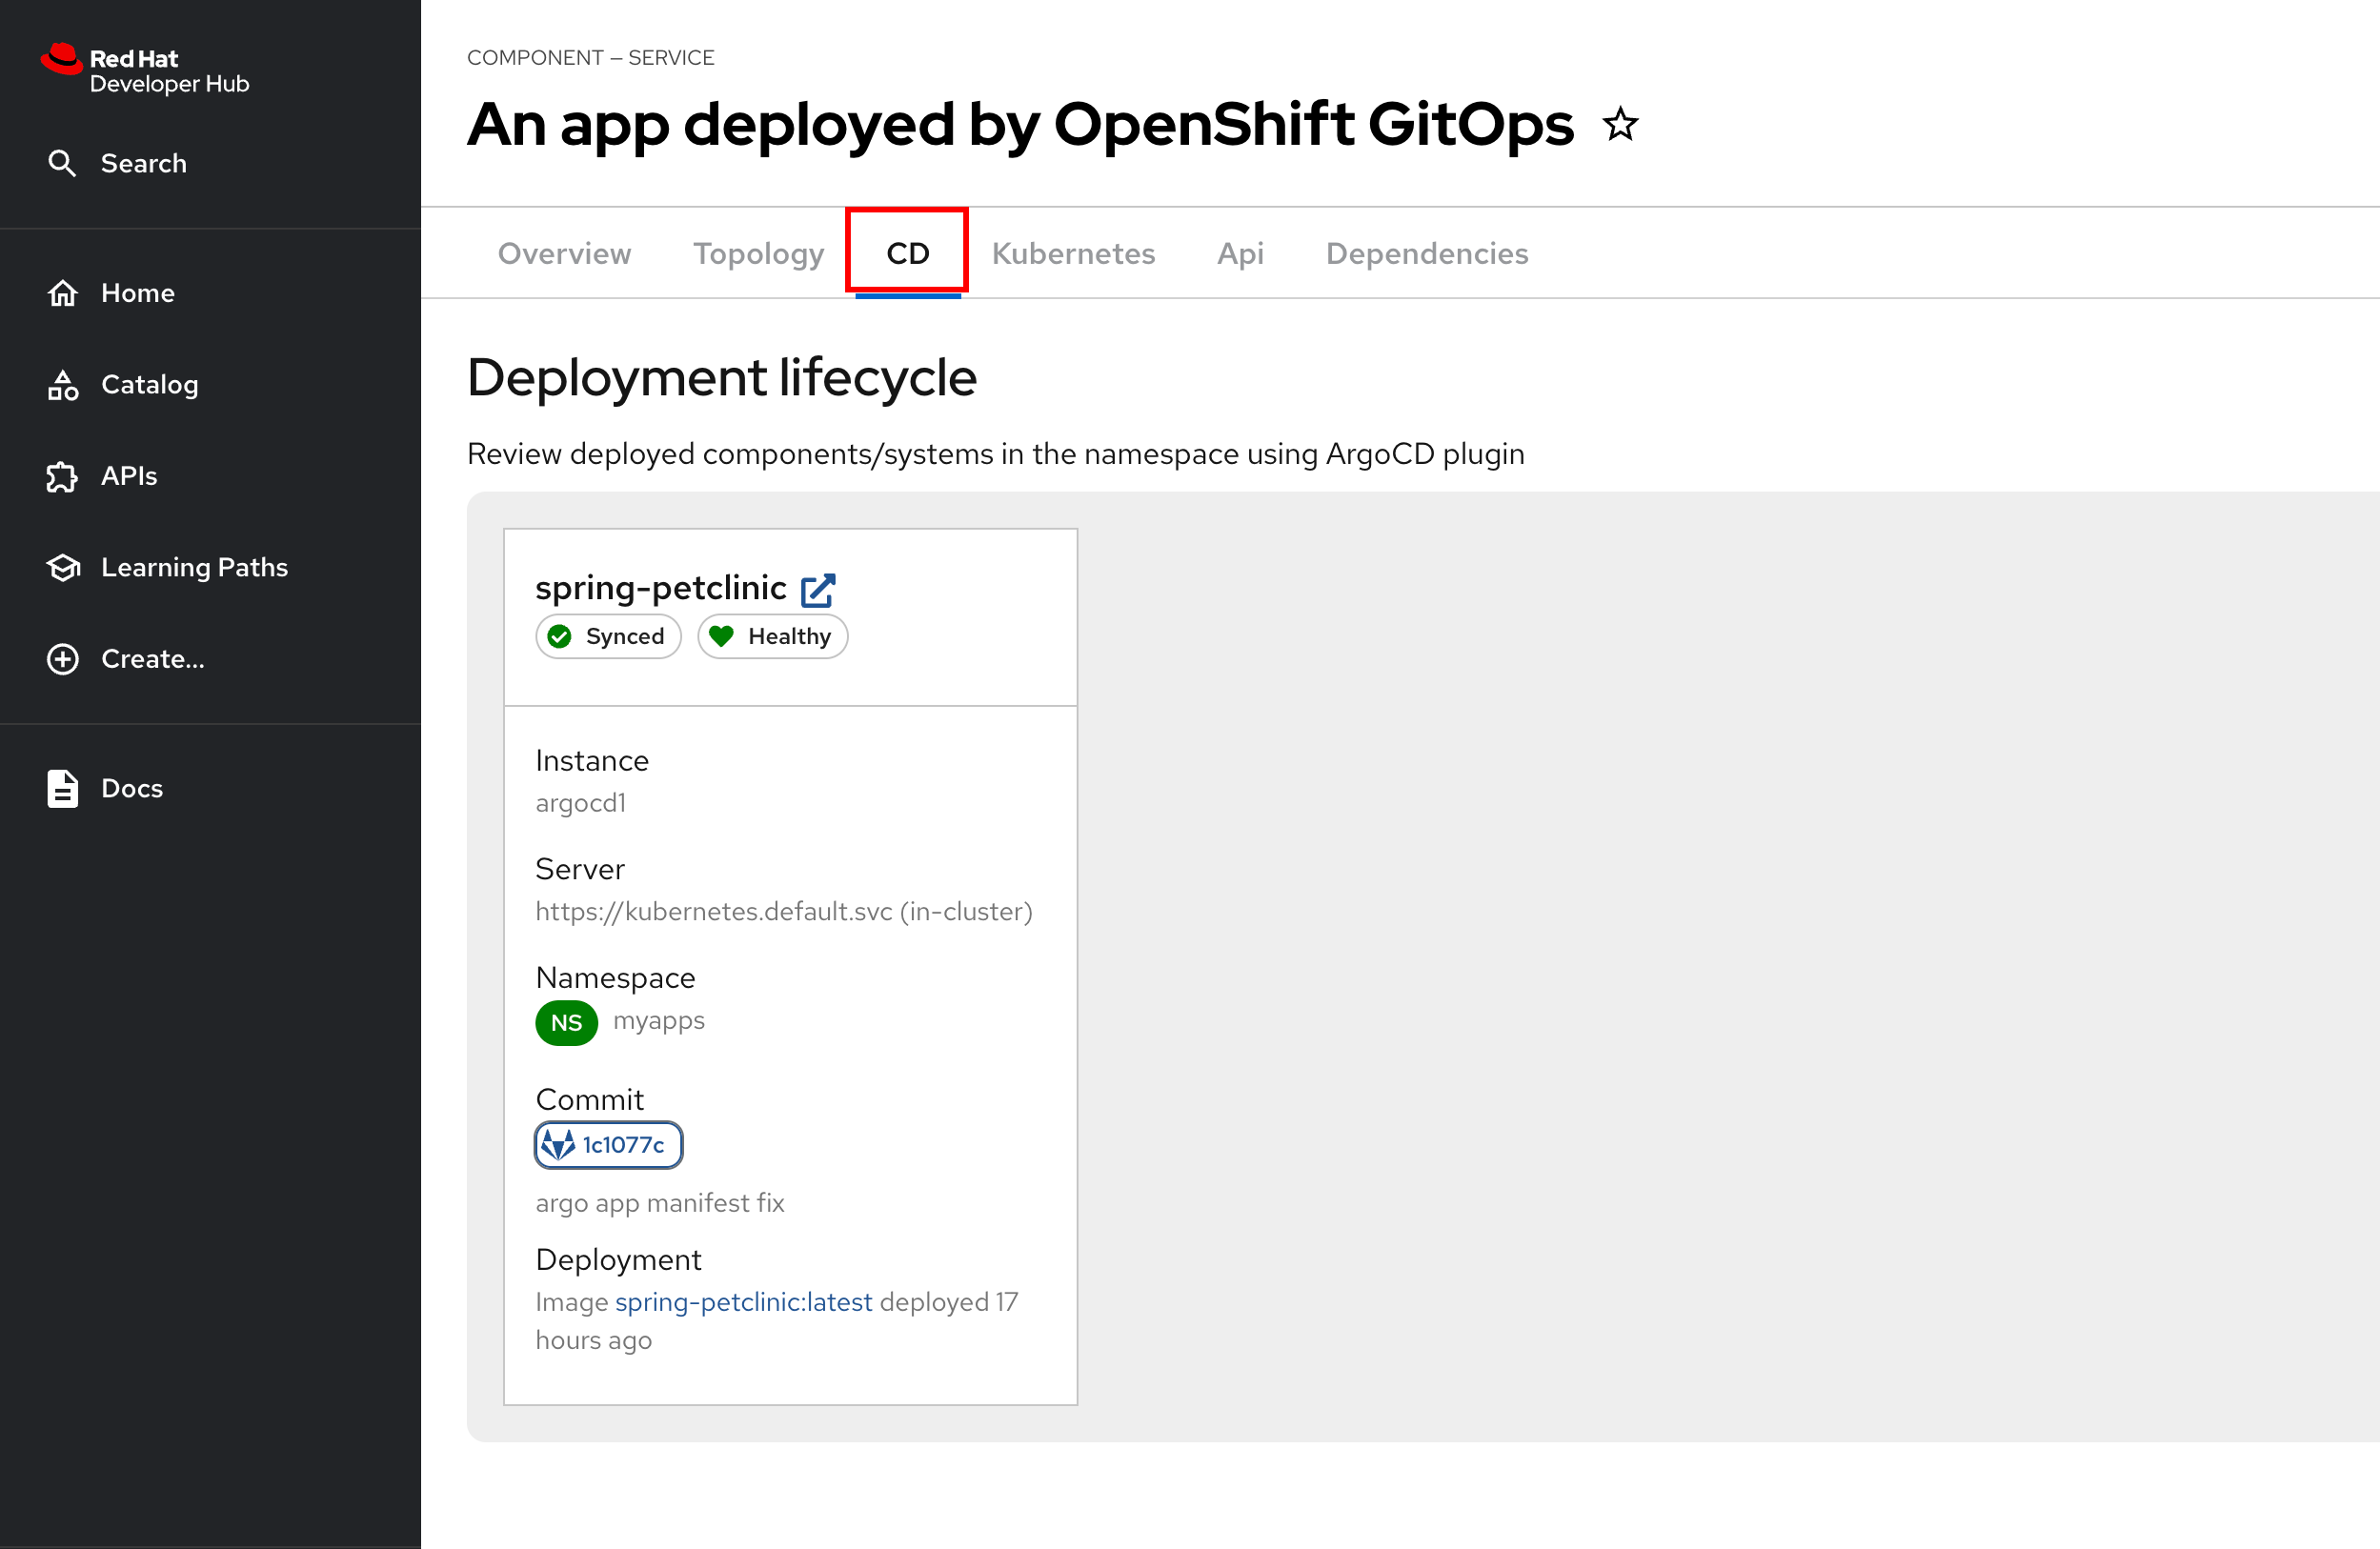 Red Hat
Developer Hub
Search
Home
Catalog
APIs
Learning Paths
Create...
Docs
COMPONENT — SERVICE
An app deployed by OpenShift GitOps
Overview Topology CD Kubernetes Api Dependencies
Deployment lifecycle
Review deployed components/systems in the namespace using ArgoCD plugin
spring-petclinic
Synced Healthy
Instance
argocd1
Server
https://kubernetes.default.svc (in-cluster)
Namespace
NS myapps
Commit
1c1077c
argo app manifest fix
Deployment
Image spring-petclinic:latest deployed 17
hours ago